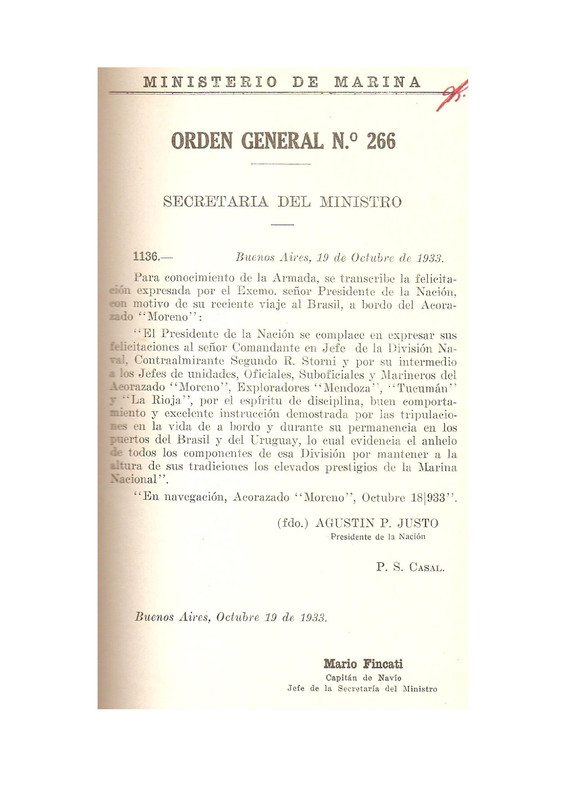 MINISTERIO DE MARINA
ORDEN GENERAL N.º 266
SECRETARIA DEL MINISTRO
1136.— Buenos Aires, 19 de Octubre de 1933.
Para conocimiento de la Armada, se transcribe la felicita-
ción expresada por el Exemo. señor Presidente de la Nación,
con motivo de su reciente viaje al Brasil, a bordo del Acora-
zado "Moreno":
"El Presidente de la Nación se complace en expresar sus
felicitaciones al señor Comandante en Jefe de la División Na-
val, Contraalmirante Segundo R. Storni y por su intermedio
a los Jefes de unidades, Oficiales, Suboficiales y Marineros del
Acorazado "Moreno", Exploradores "Mendoza", "Tucumán"
y "La Rioja", por el espíritu de disciplina, buen comporta-
miento y excelente instrucción demostrada por las tripulacio-
nes en la vida de a bordo y durante su permanencia en los
puertos del Brasil y del Uruguay, lo cual evidencia el anhelo
de todos los componentes de esa División por mantener a la
altura de sus tradiciones los elevados prestigios de la Marina
Nacional".
"En navegación, Acorazado "Moreno", Octubre 18|933".
(fdo.) AGUSTIN P. JUSTO
Presidente de la Nación
P. S. CASAL.
Buenos Aires, Octubre 19 de 1933.
Mario Fincati
Capitán de Navío
Jefe de la Secretaría del Ministro